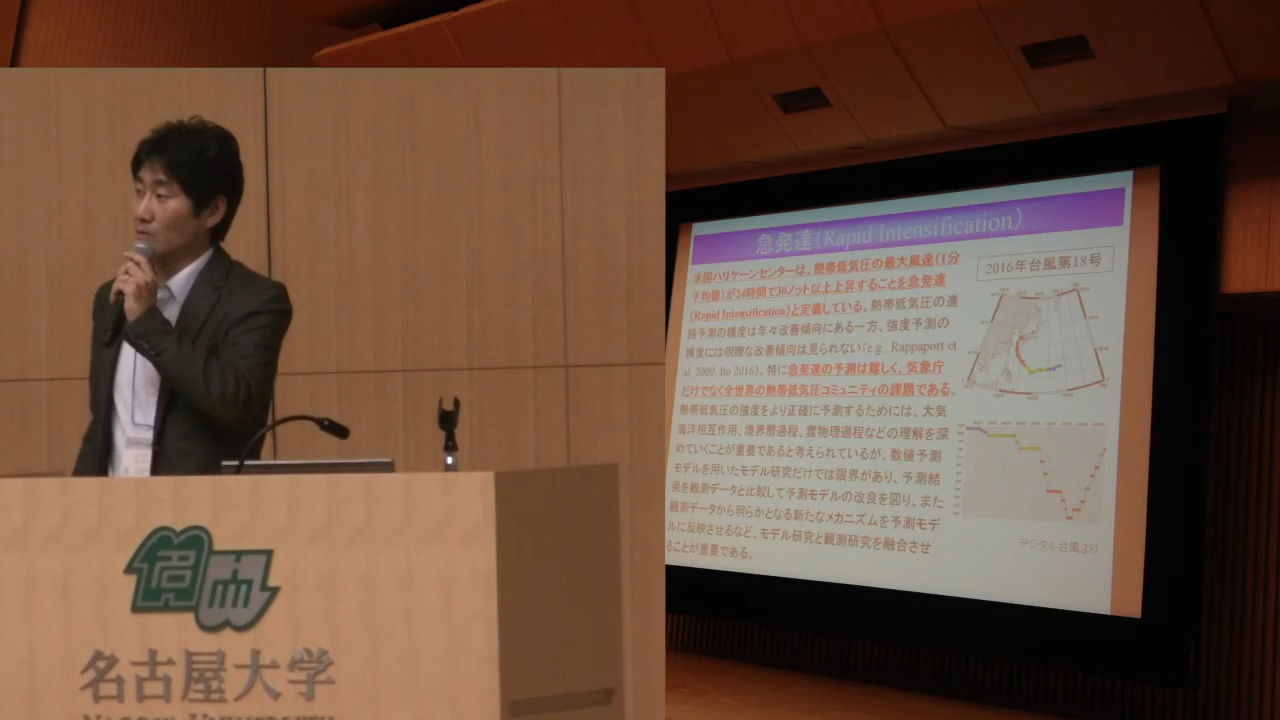 急発達（Rapid Intensification）
米国ハリケーンセンターは、熱帯低気圧の最大風速（1分
平均値）が24時間で30ノット以上上昇することを急発達
（Rapid Intensification）と定義している。熱帯低気圧の進
路予測の精度は年々改善傾向にある一方、強度予測の
精度には明瞭な改善傾向は見られない（e.g., Rappaport et
al. 2009, Ito 2016）。特に急発達の予測は難しく、気象庁
だけでなく全世界の熱帯低気圧コミュニティの課題である。
熱帯低気圧の強度をより正確に予測するためには、大気
海洋相互作用、境界層過程、雲物理過程などの理解を深
めていくことが重要であると考えられているが、数値予測
モデルを用いたモデル研究だけでは限界があり、予測結
果を観測データと比較して予測モデルの改良を図り、また
観測データから明らかとなる新たなメカニズムを予測モデ
ルに反映させるなど、モデル研究と観測研究を融合させ
ることが重要である。
2016年台風第18号
デジタル台風より
名古屋大学
NAGOYA UNIVERSITY